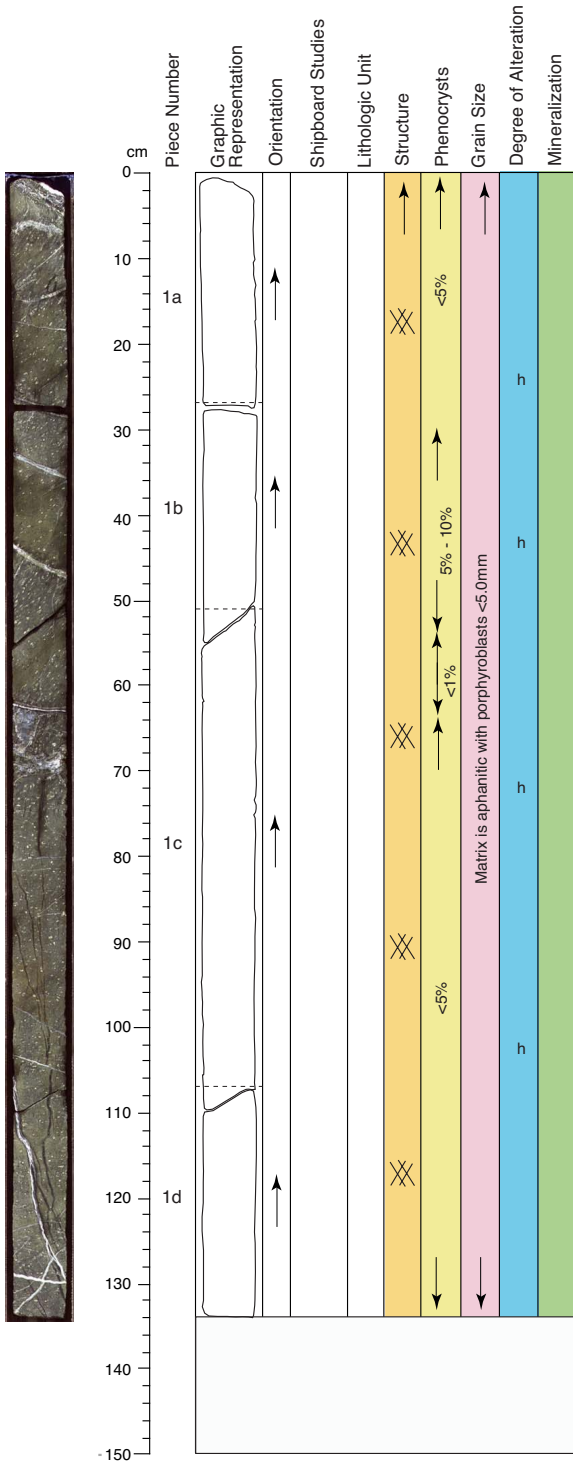 cm
Piece Number
Graphic
Representation
Orientation
Shipboard Studies
Lithologic Unit
Structure
Phenocrysts
Grain Size
Degree of Alteration
Mineralization
0
10
1a
<5%
20
h
30
40
1b
5% - 10%
h
50
60
<1%
70
h
Matrix is aphanitic with porphyroblasts <5.0mm
80
1c
90
<5%
100
h
110
120
1d
130
140
150